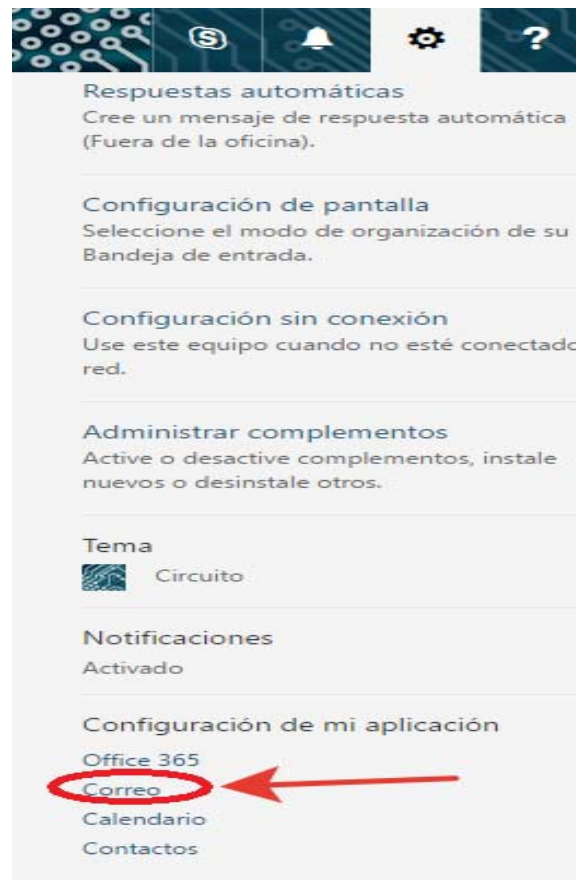 Respuestas automáticas
Cree un mensaje de respuesta automática
(Fuera de la oficina).
Configuración de pantalla
Seleccione el modo de organización de su
Bandeja de entrada.
Configuración sin conexión
Use este equipo cuando no esté conectado
red.
Administrar complementos
Active o desactive complementos, instale
nuevos o desinstale otros.
Tema
Circuito
Notificaciones
Activado
Configuración de mi aplicación
Office 365
Correo
Calendario
Contactos